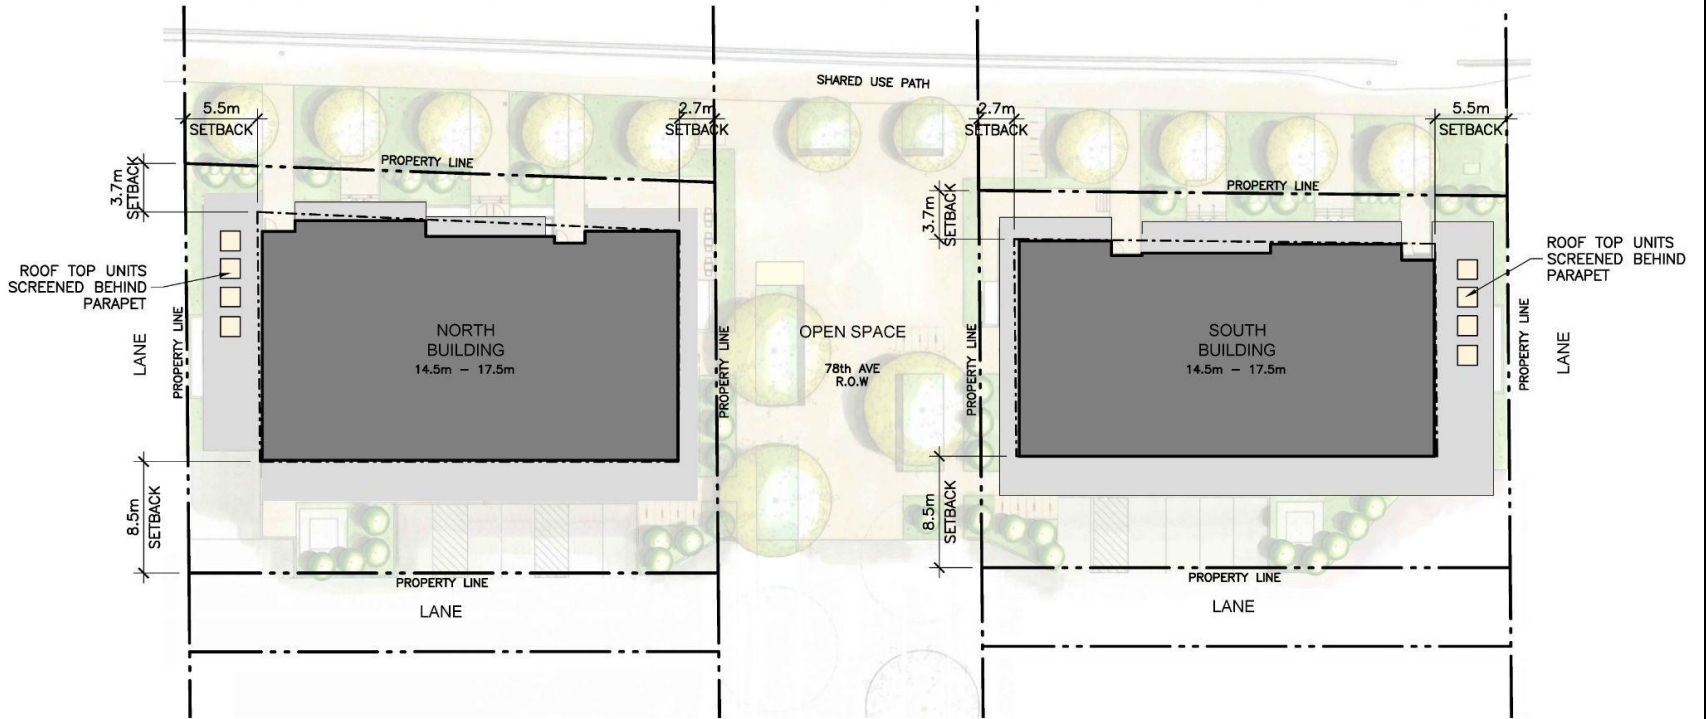 SHARED USE PATH
5.5m
SETBACK
2.7m
SETBACK
2.7m
SETBACK
5.5m
SETBACK
3.7m
SETBACK
PROPERTY LINE
3.7m
SETBACK
PROPERTY LINE
ROOF TOP UNITS
SCREENED BEHIND
PARAPET
LANE
PROPERTY LINE
NORTH
BUILDING
14.5m - 17.5m
PROPERTY LINE
OPEN SPACE
78th AVE
R.O.W
PROPERTY LINE
SOUTH
BUILDING
14.5m - 17.5m
PROPERTY LINE
LANE
ROOF TOP UNITS
SCREENED BEHIND
PARAPET
8.5m
SETBACK
8.5m
SETBACK
PROPERTY LINE
LANE
PROPERTY LINE
LANE